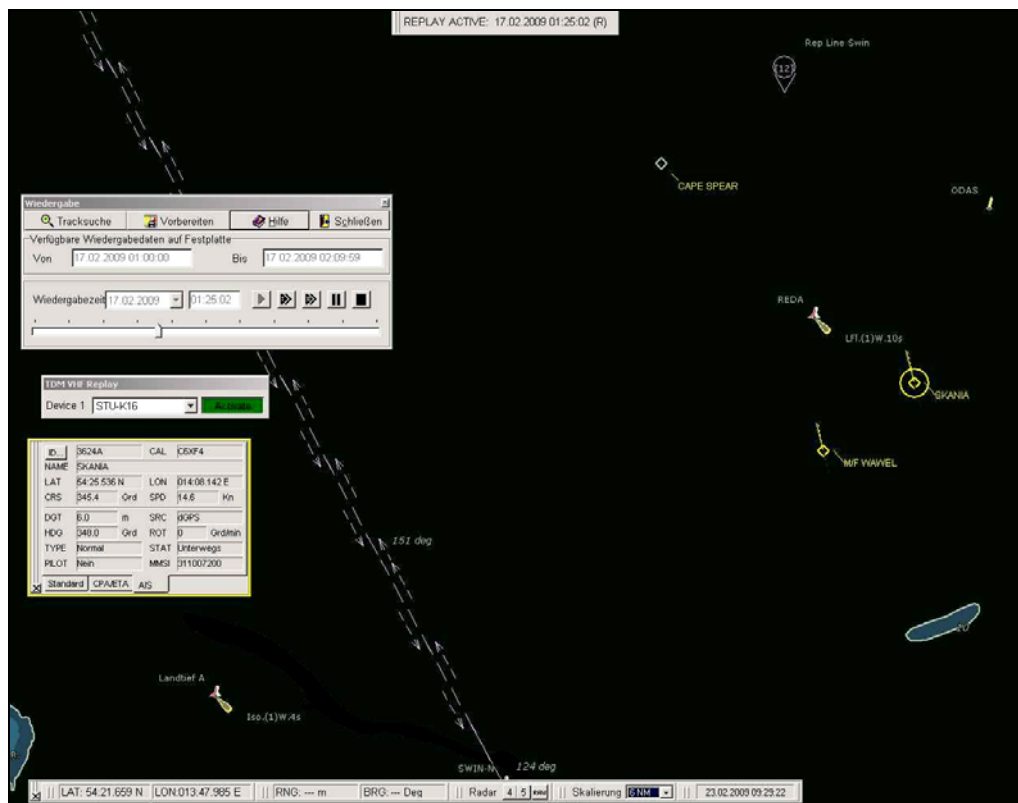 REPLAY ACTIVE: 17.02.2009 01:25:02 (R)
Rep Line Swin
(12)
CAPE SPEAR
ODAS
Wiedergabe
Tracksuche Vorbereiten Hilfe Schließen
Verfügbare Wiedergabedaten auf Festplatte
Von 17.02.2009 01:00:00 Bis 17.02.2009 02:09:59
Wiedergabezeit 17.02.2009 01:25:02
REDA
LFl.(1)W.10s
SKANIA
TDM VHF Replay
Device 1 STU-K16 Activate
M/F WAWEL
ID... 3624A CAL C6XF4
NAME SKANIA
LAT 54:25.536 N LON 014:08.142 E
CRS 345.4 Grd SPD 14.6 Kn
DGT 6.0 m SRC dGPS
HDG 348.0 Grd ROT 0 Grd/min
TYPE Normal STAT Unterwegs
PILOT Nein MMSI 311007200
Standard CPA/ETA AIS
151 deg
Landtief A
Iso.(1)W.4s
SWIN-N 124 deg
LAT: 54:21.659 N LON:013:47.985 E RNG: --- m BRG: --- Deg Radar 4 5 Skalierung 6 NM 23.02.2009 09:29:22